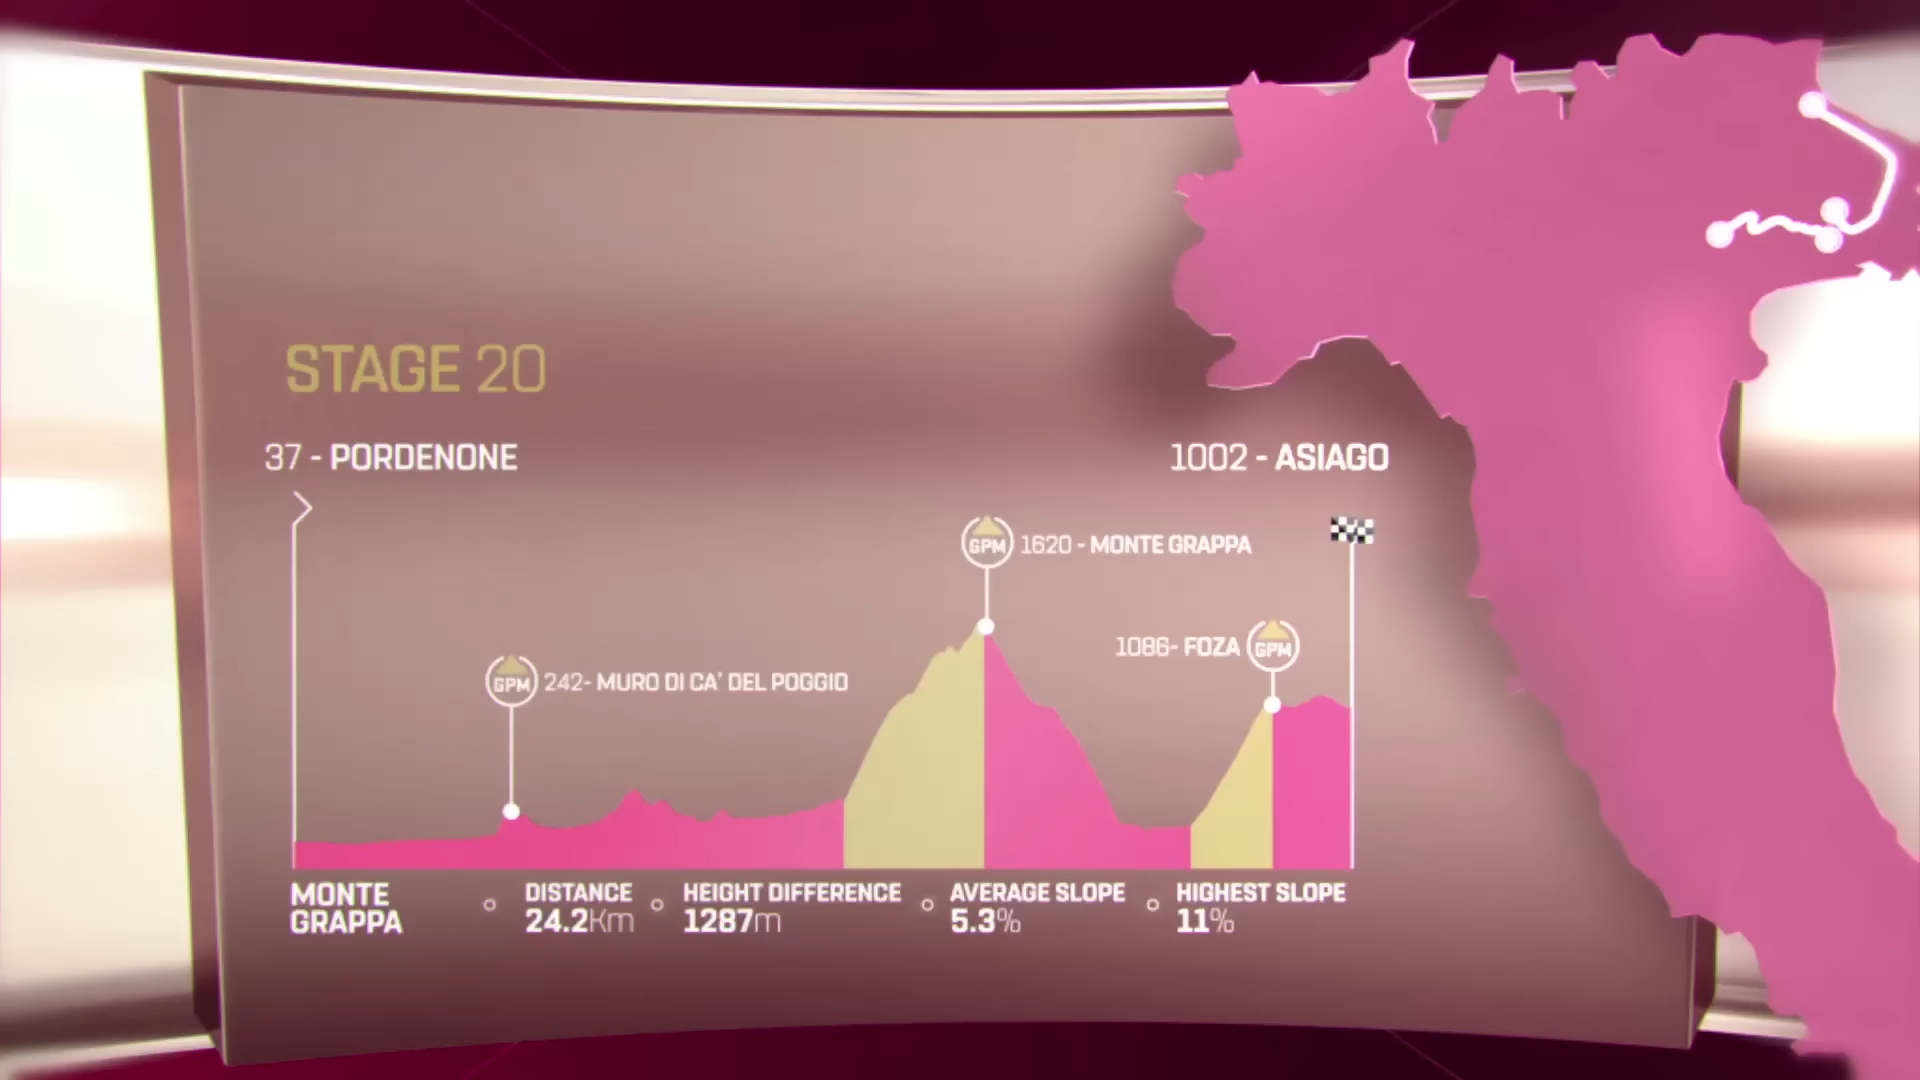 STAGE 20
37 - PORDENONE
1002 - ASIAGO
GPM 1620 - MONTE GRAPPA
1086- FOZA GPM
GPM 242- MURO DI CA' DEL POGGIO
MONTE
GRAPPA
DISTANCE
24.2Km
HEIGHT DIFFERENCE
1287m
AVERAGE SLOPE
5.3%
HIGHEST SLOPE
11%